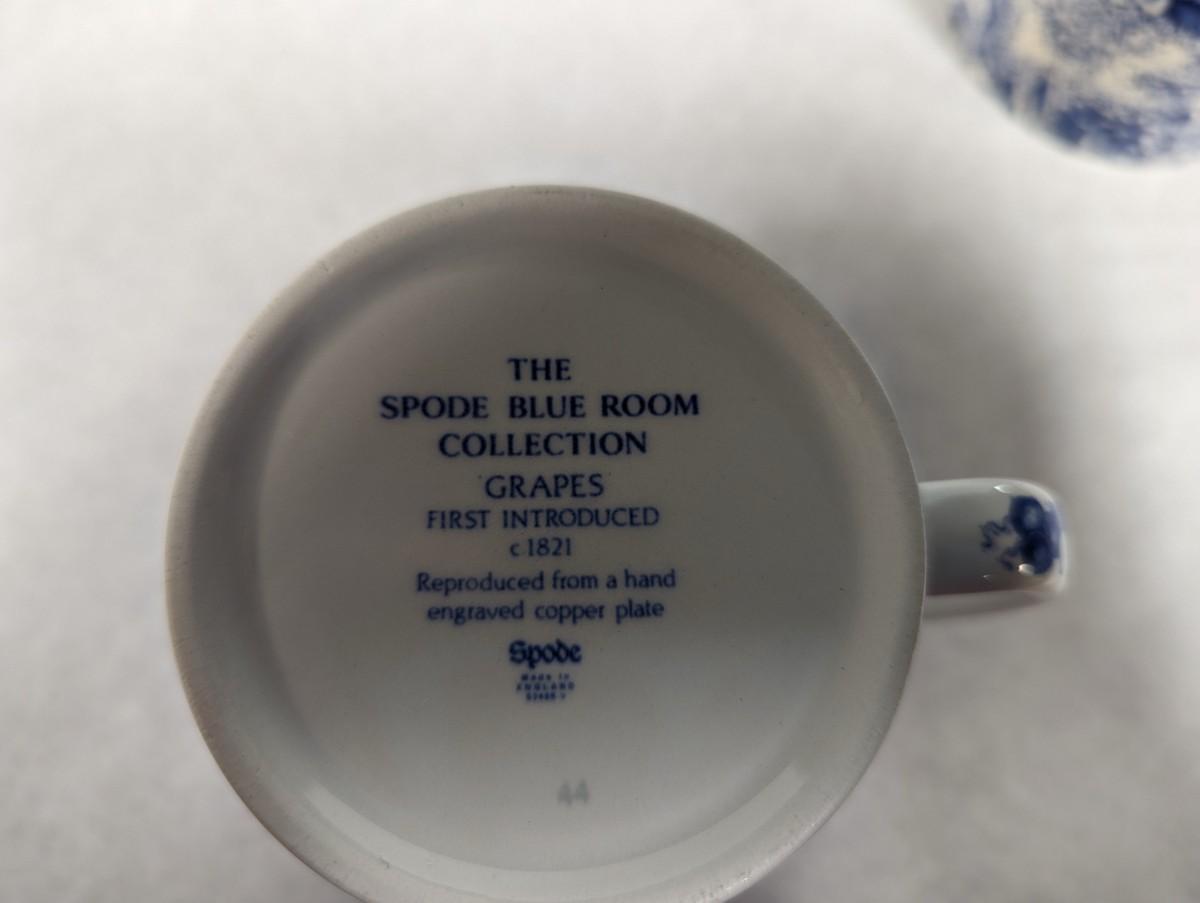 THE
SPODE BLUE ROOM
COLLECTION
GRAPES
FIRST INTRODUCED
c 1821
Reproduced from a hand
engraved copper plate
Spode
MADE IN
ENGLAND
44